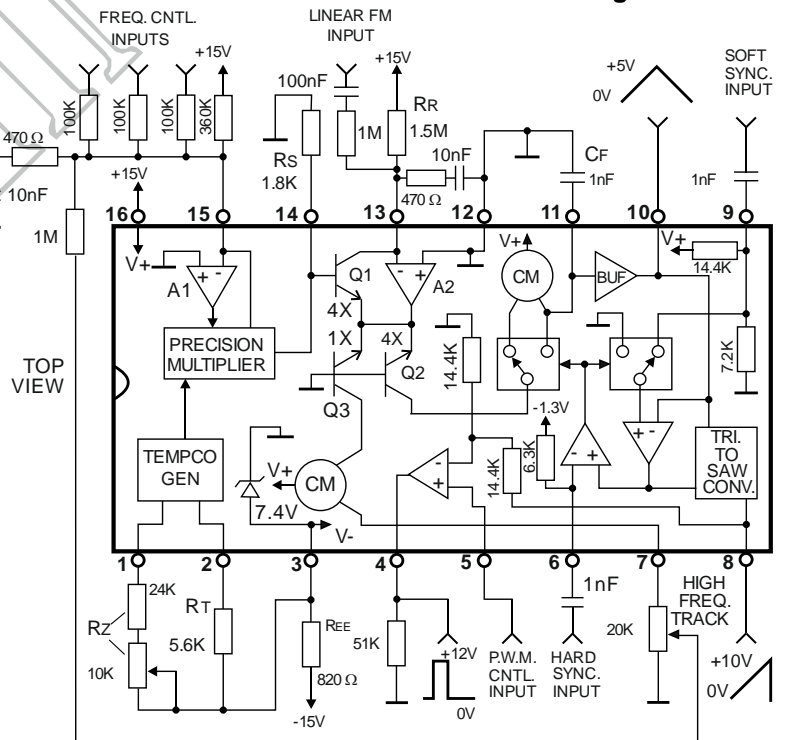 FREQ. CNTL.
INPUTS
LINEAR FM
INPUT
SOFT
SYNC.
INPUT
+15V
+15V
+5V
0V
100K
100K
100K
360K
100nF
1M
RR
1.5M
RS
1.8K
10nF
470 Ω
CF
1nF
1nF
470 Ω
10nF
+15V
1M
16
15
14
13
12
11
10
9
V+
A1
Q1
4X
A2
V+
CM
BUF
V+
14.4K
PRECISION
MULTIPLIER
1X
4X
Q2
Q3
14.4K
7.2K
TOP
VIEW
-1.3V
6.3K
14.4K
TEMPCO
GEN
V+
CM
7.4V
V-
TRI.
TO
SAW
CONV.
+ -
- +
- +
+ -
-
+
1
2
3
4
5
6
7
8
24K
RZ
10K
RT
5.6K
REE
820 Ω
-15V
51K
+12V
0V
P.W.M.
CNTL.
INPUT
1nF
HARD
SYNC.
INPUT
20K
HIGH
FREQ.
TRACK
+10V
0V